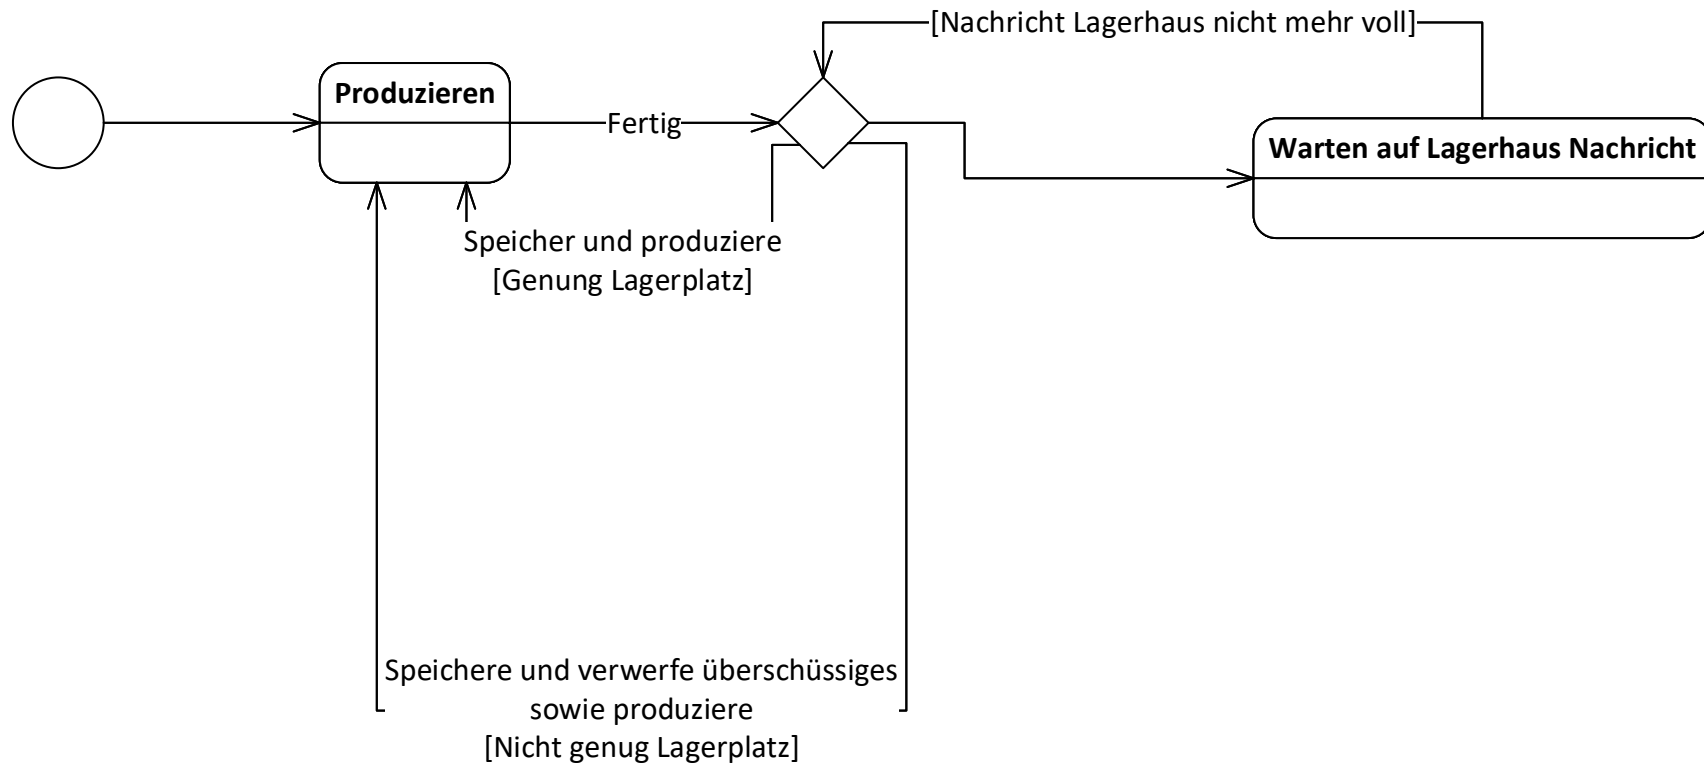 [Nachricht Lagerhaus nicht mehr voll]
Produzieren
Fertig
Warten auf Lagerhaus Nachricht
Speicher und produziere
[Genung Lagerplatz]
Speichere und verwerfe überschüssiges
sowie produziere
[Nicht genug Lagerplatz]